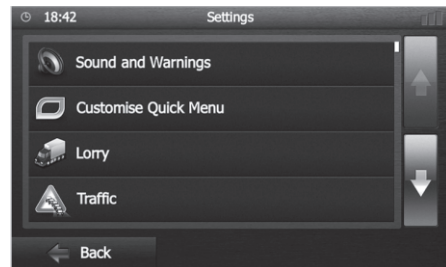 18:42 Settings
Sound and Warnings
Customise Quick Menu
Lorry
Traffic
Back